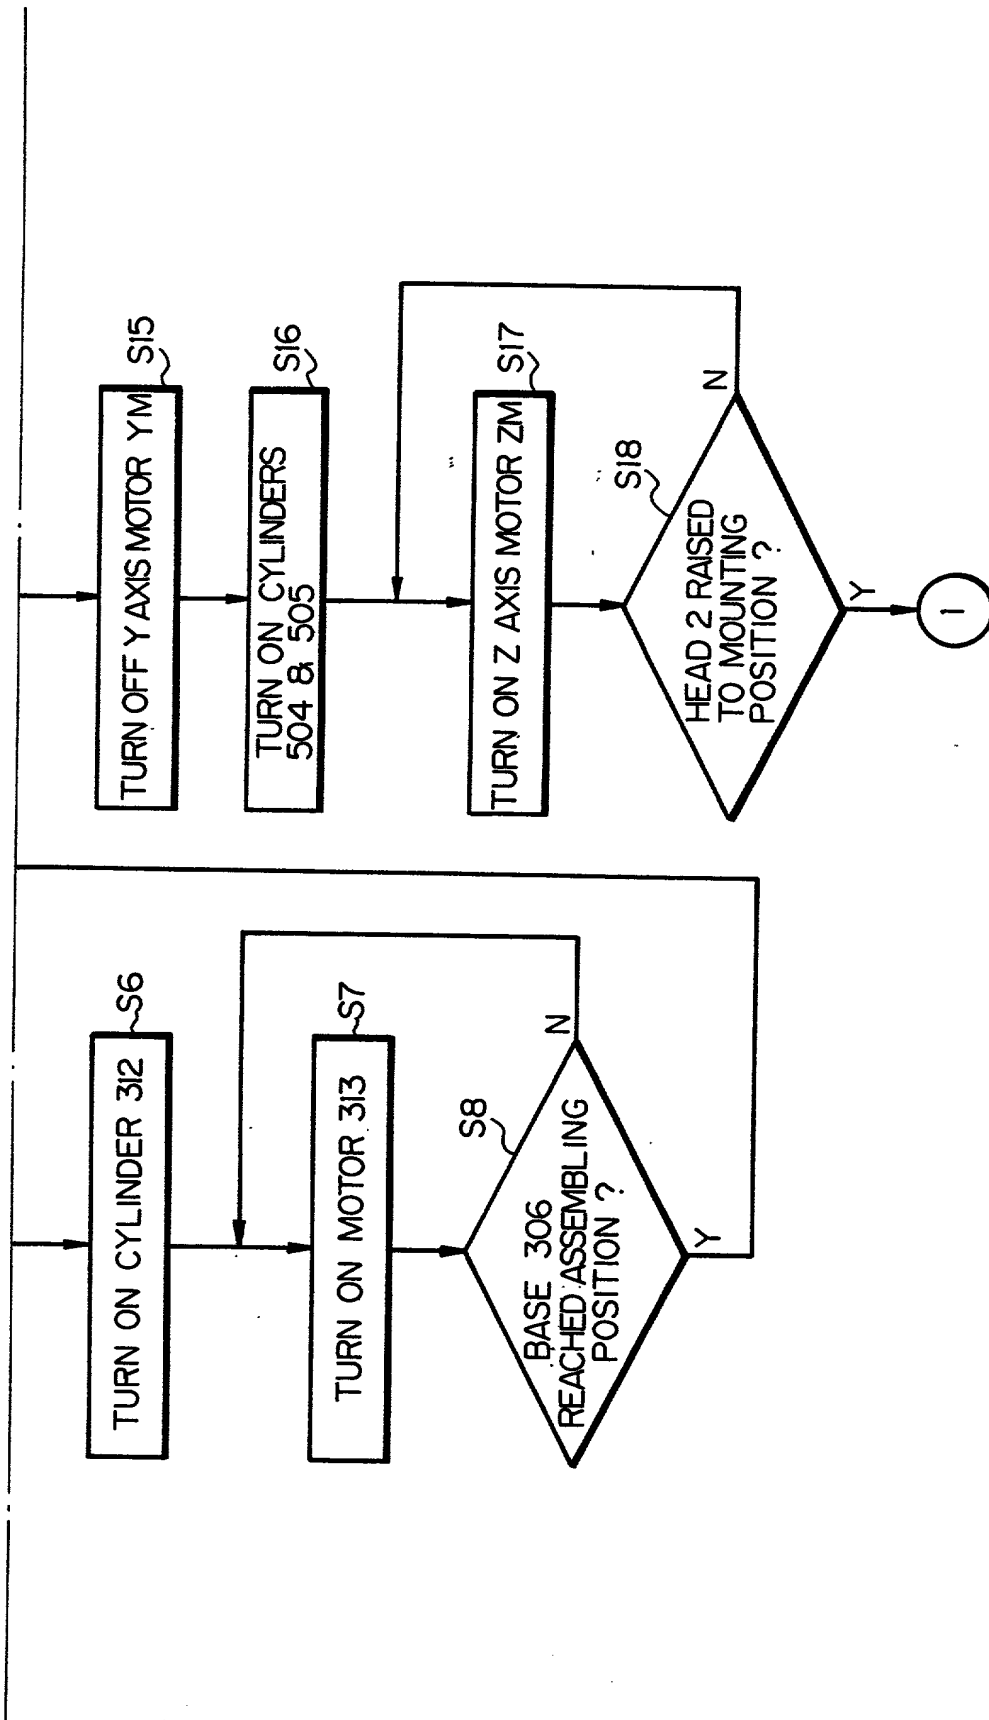 TURN ON CYLINDER 312
S6
TURN ON MOTOR 313
S7
S8
BASE 306
REACHED ASSEMBLING
POSITION ?
N
Y
TURN OFF Y AXIS MOTOR YM
S15
TURN ON CYLINDERS
504 & 505
S16
TURN ON Z AXIS MOTOR ZM
S17
S18
HEAD 2 RAISED
TO MOUNTING
POSITION ?
N
Y
1